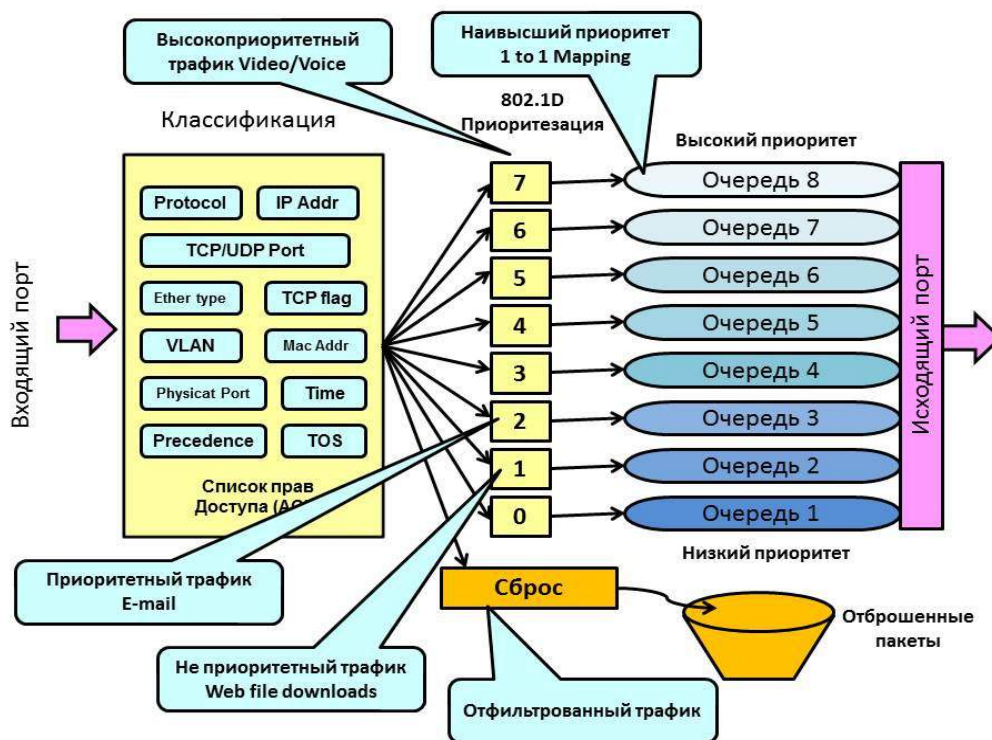 Высокоприоритетный
трафик Video/Voice
Наивысший приоритет
1 to 1 Mapping
Классификация
802.1D
Приоритезация
Высокий приоритет
Входящий порт
Protocol
IP Addr
TCP/UDP Port
Ether type
TCP flag
VLAN
Mac Addr
Physicat Port
Time
Precedence
TOS
Список прав
Доступа (AC
7
6
5
4
3
2
1
0
Очередь 8
Очередь 7
Очередь 6
Очередь 5
Очередь 4
Очередь 3
Очередь 2
Очередь 1
Исходящий порт
Низкий приоритет
Приоритетный трафик
E-mail
Сброс
Отброшенные
пакеты
Не приоритетный трафик
Web file downloads
Отфильтрованный трафик